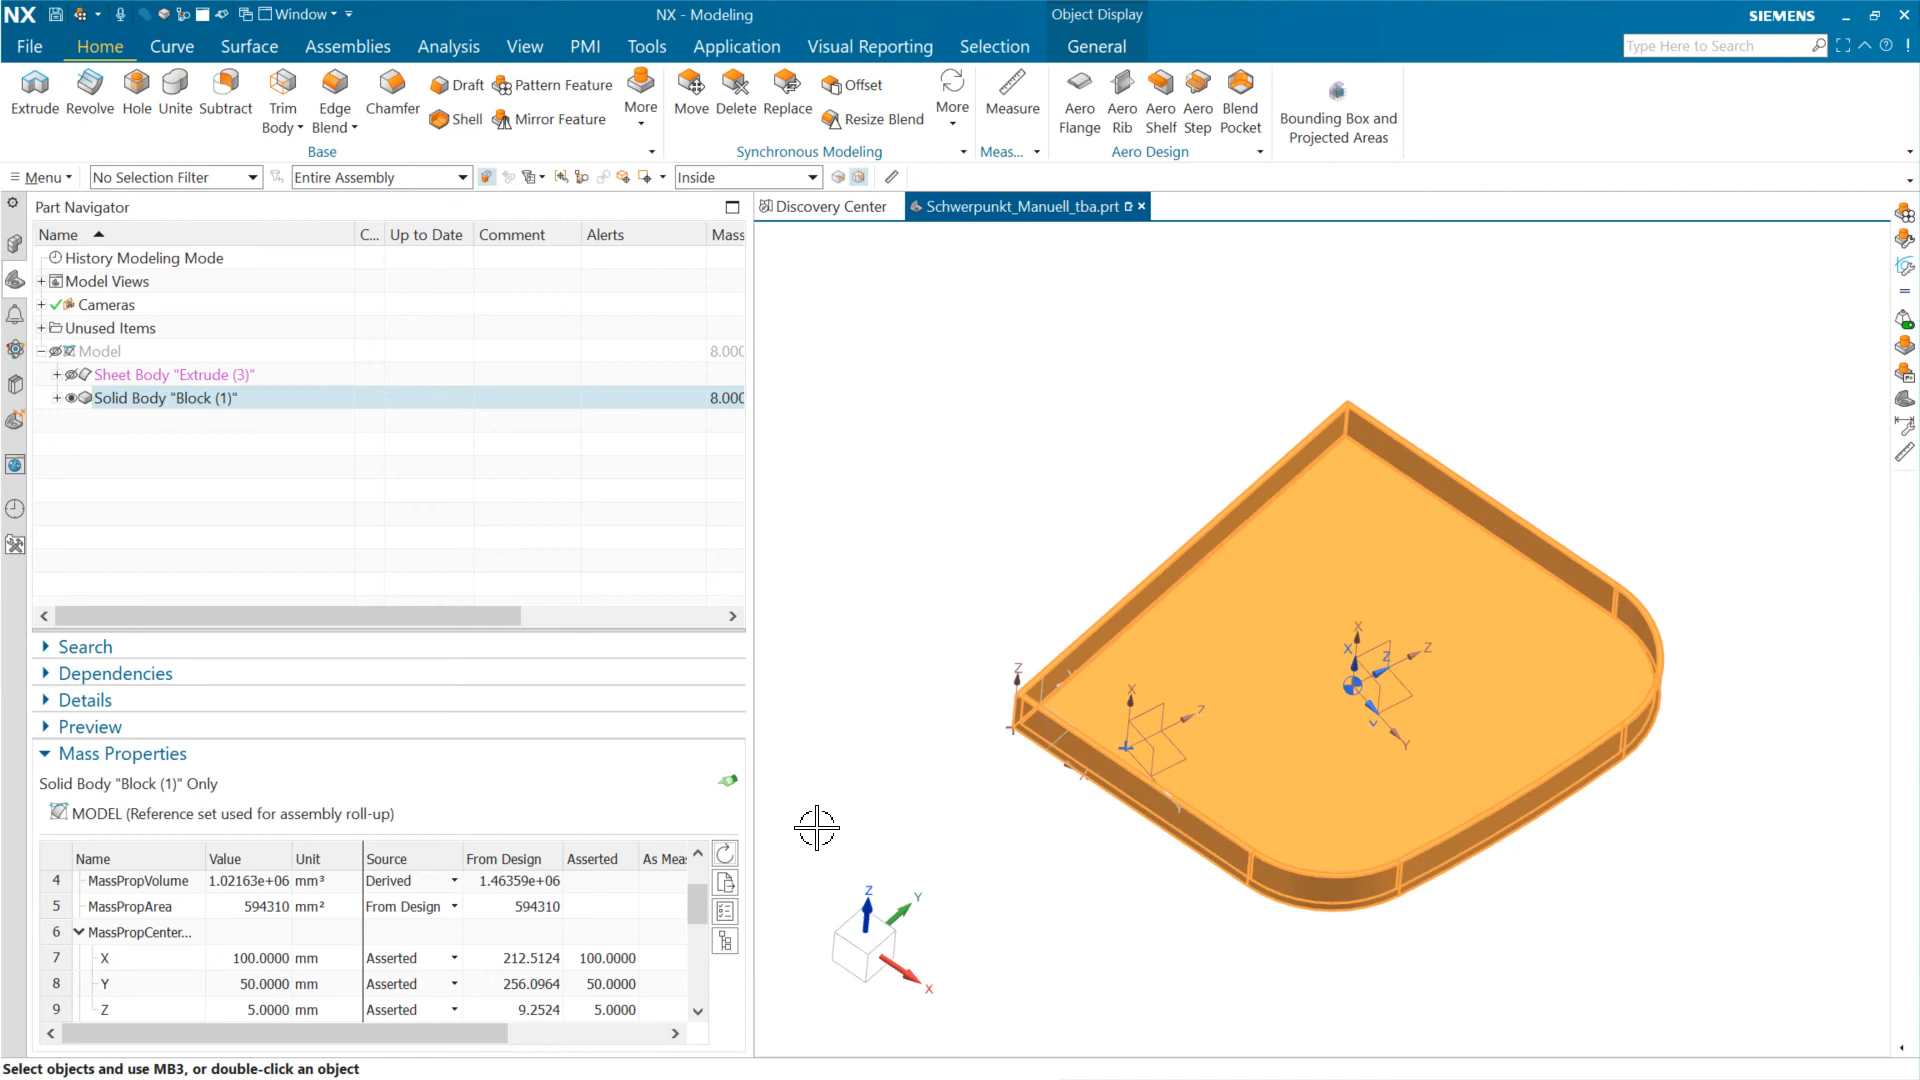 NX Window NX - Modeling Object Display SIEMENS
File Home Curve Surface Assemblies Analysis View PMI Tools Application Visual Reporting Selection General Type Here to Search
Extrude Revolve Hole Unite Subtract Trim Body Edge Blend Chamfer Draft Pattern Feature More Move Delete Replace Offset More Measure Aero Flange Aero Rib Aero Shelf Aero Step Blend Pocket Bounding Box and Projected Areas
Shell Mirror Feature Resize Blend
Base Synchronous Modeling Meas... Aero Design
Menu No Selection Filter Entire Assembly Inside
Part Navigator Discovery Center Schwerpunkt_Manuell_tba.prt
Name C... Up to Date Comment Alerts Mass
History Modeling Mode
Model Views
Cameras
Unused Items
Model 8.000
Sheet Body "Extrude (3)"
Solid Body "Block (1)" 8.000
Search
Dependencies
Details
Preview
Mass Properties
Solid Body "Block (1)" Only
MODEL (Reference set used for assembly roll-up)
Name Value Unit Source From Design Asserted As Mea
4 MassPropVolume 1.02163e+06 mm³ Derived 1.46359e+06
5 MassPropArea 594310 mm² From Design 594310
6 MassPropCenter...
7 X 100.0000 mm Asserted 212.5124 100.0000
8 Y 50.0000 mm Asserted 256.0964 50.0000
9 Z 5.0000 mm Asserted 9.2524 5.0000
X
X Z Z
Y
Y
Z
X Z
X
Y
Z Y
X
Select objects and use MB3, or double-click an object